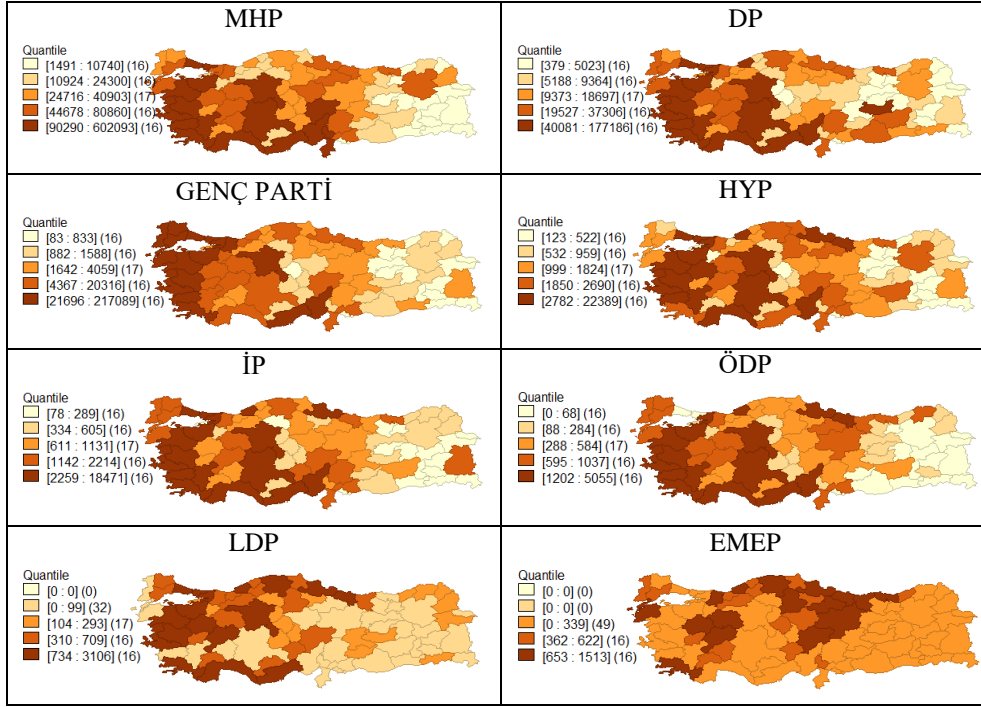 MHP
Quantile
[1491 : 10740] (16)
[10924 : 24300] (16)
[24716 : 40903] (17)
[44678 : 80860] (16)
[90290 : 602093] (16)
DP
Quantile
[379 : 5023] (16)
[5188 : 9364] (16)
[9373 : 18697] (17)
[19527 : 37306] (16)
[40081 : 177186] (16)
GENÇ PARTİ
Quantile
[83 : 833] (16)
[882 : 1588] (16)
[1642 : 4059] (17)
[4367 : 20316] (16)
[21696 : 217089] (16)
HYP
Quantile
[123 : 522] (16)
[532 : 959] (16)
[999 : 1824] (17)
[1850 : 2690] (16)
[2782 : 22389] (16)
İP
Quantile
[78 : 289] (16)
[334 : 605] (16)
[611 : 1131] (17)
[1142 : 2214] (16)
[2259 : 18471] (16)
ÖDP
Quantile
[0 : 68] (16)
[88 : 284] (16)
[288 : 584] (17)
[595 : 1037] (16)
[1202 : 5055] (16)
LDP
Quantile
[0 : 0] (0)
[0 : 99] (32)
[104 : 293] (17)
[310 : 709] (16)
[734 : 3106] (16)
EMEP
Quantile
[0 : 0] (0)
[0 : 0] (0)
[0 : 339] (49)
[362 : 622] (16)
[653 : 1513] (16)